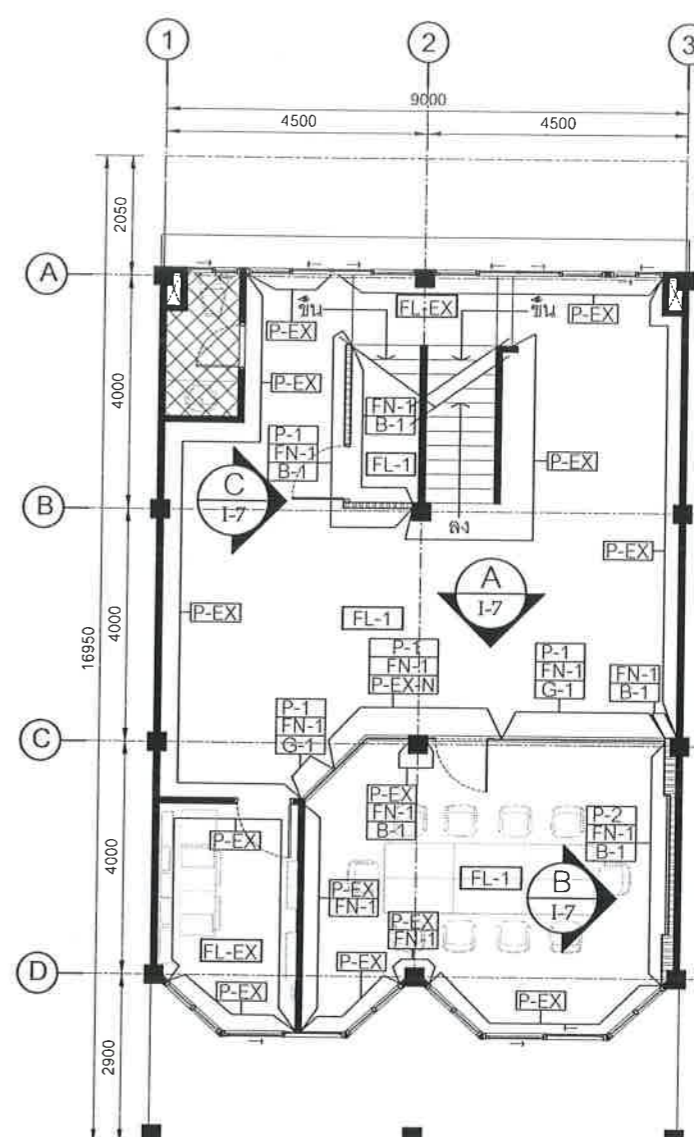 1
2
3
9000
4500
4500
2050
A
FL-EX
ขึ้น
ขึ้น
P-EX
P-EX
P-EX
4000
FN-1
B-1
P-1
FN-1
B-1
FL-1
P-EX
C
I-7
B
ลง
P-EX
A
I-7
P-EX
FL-1
4000
16950
P-1
FN-1
P-EX-N
P-1
FN-1
G-1
FN-1
B-1
P-1
FN-1
G-1
C
P-EX
FN-1
B-1
P-2
FN-1
B-1
P-EX
4000
FL-1
B
I-7
P-EX
FN-1
P-EX
FN-1
FL-EX
P-EX
D
P-EX
P-EX
2900